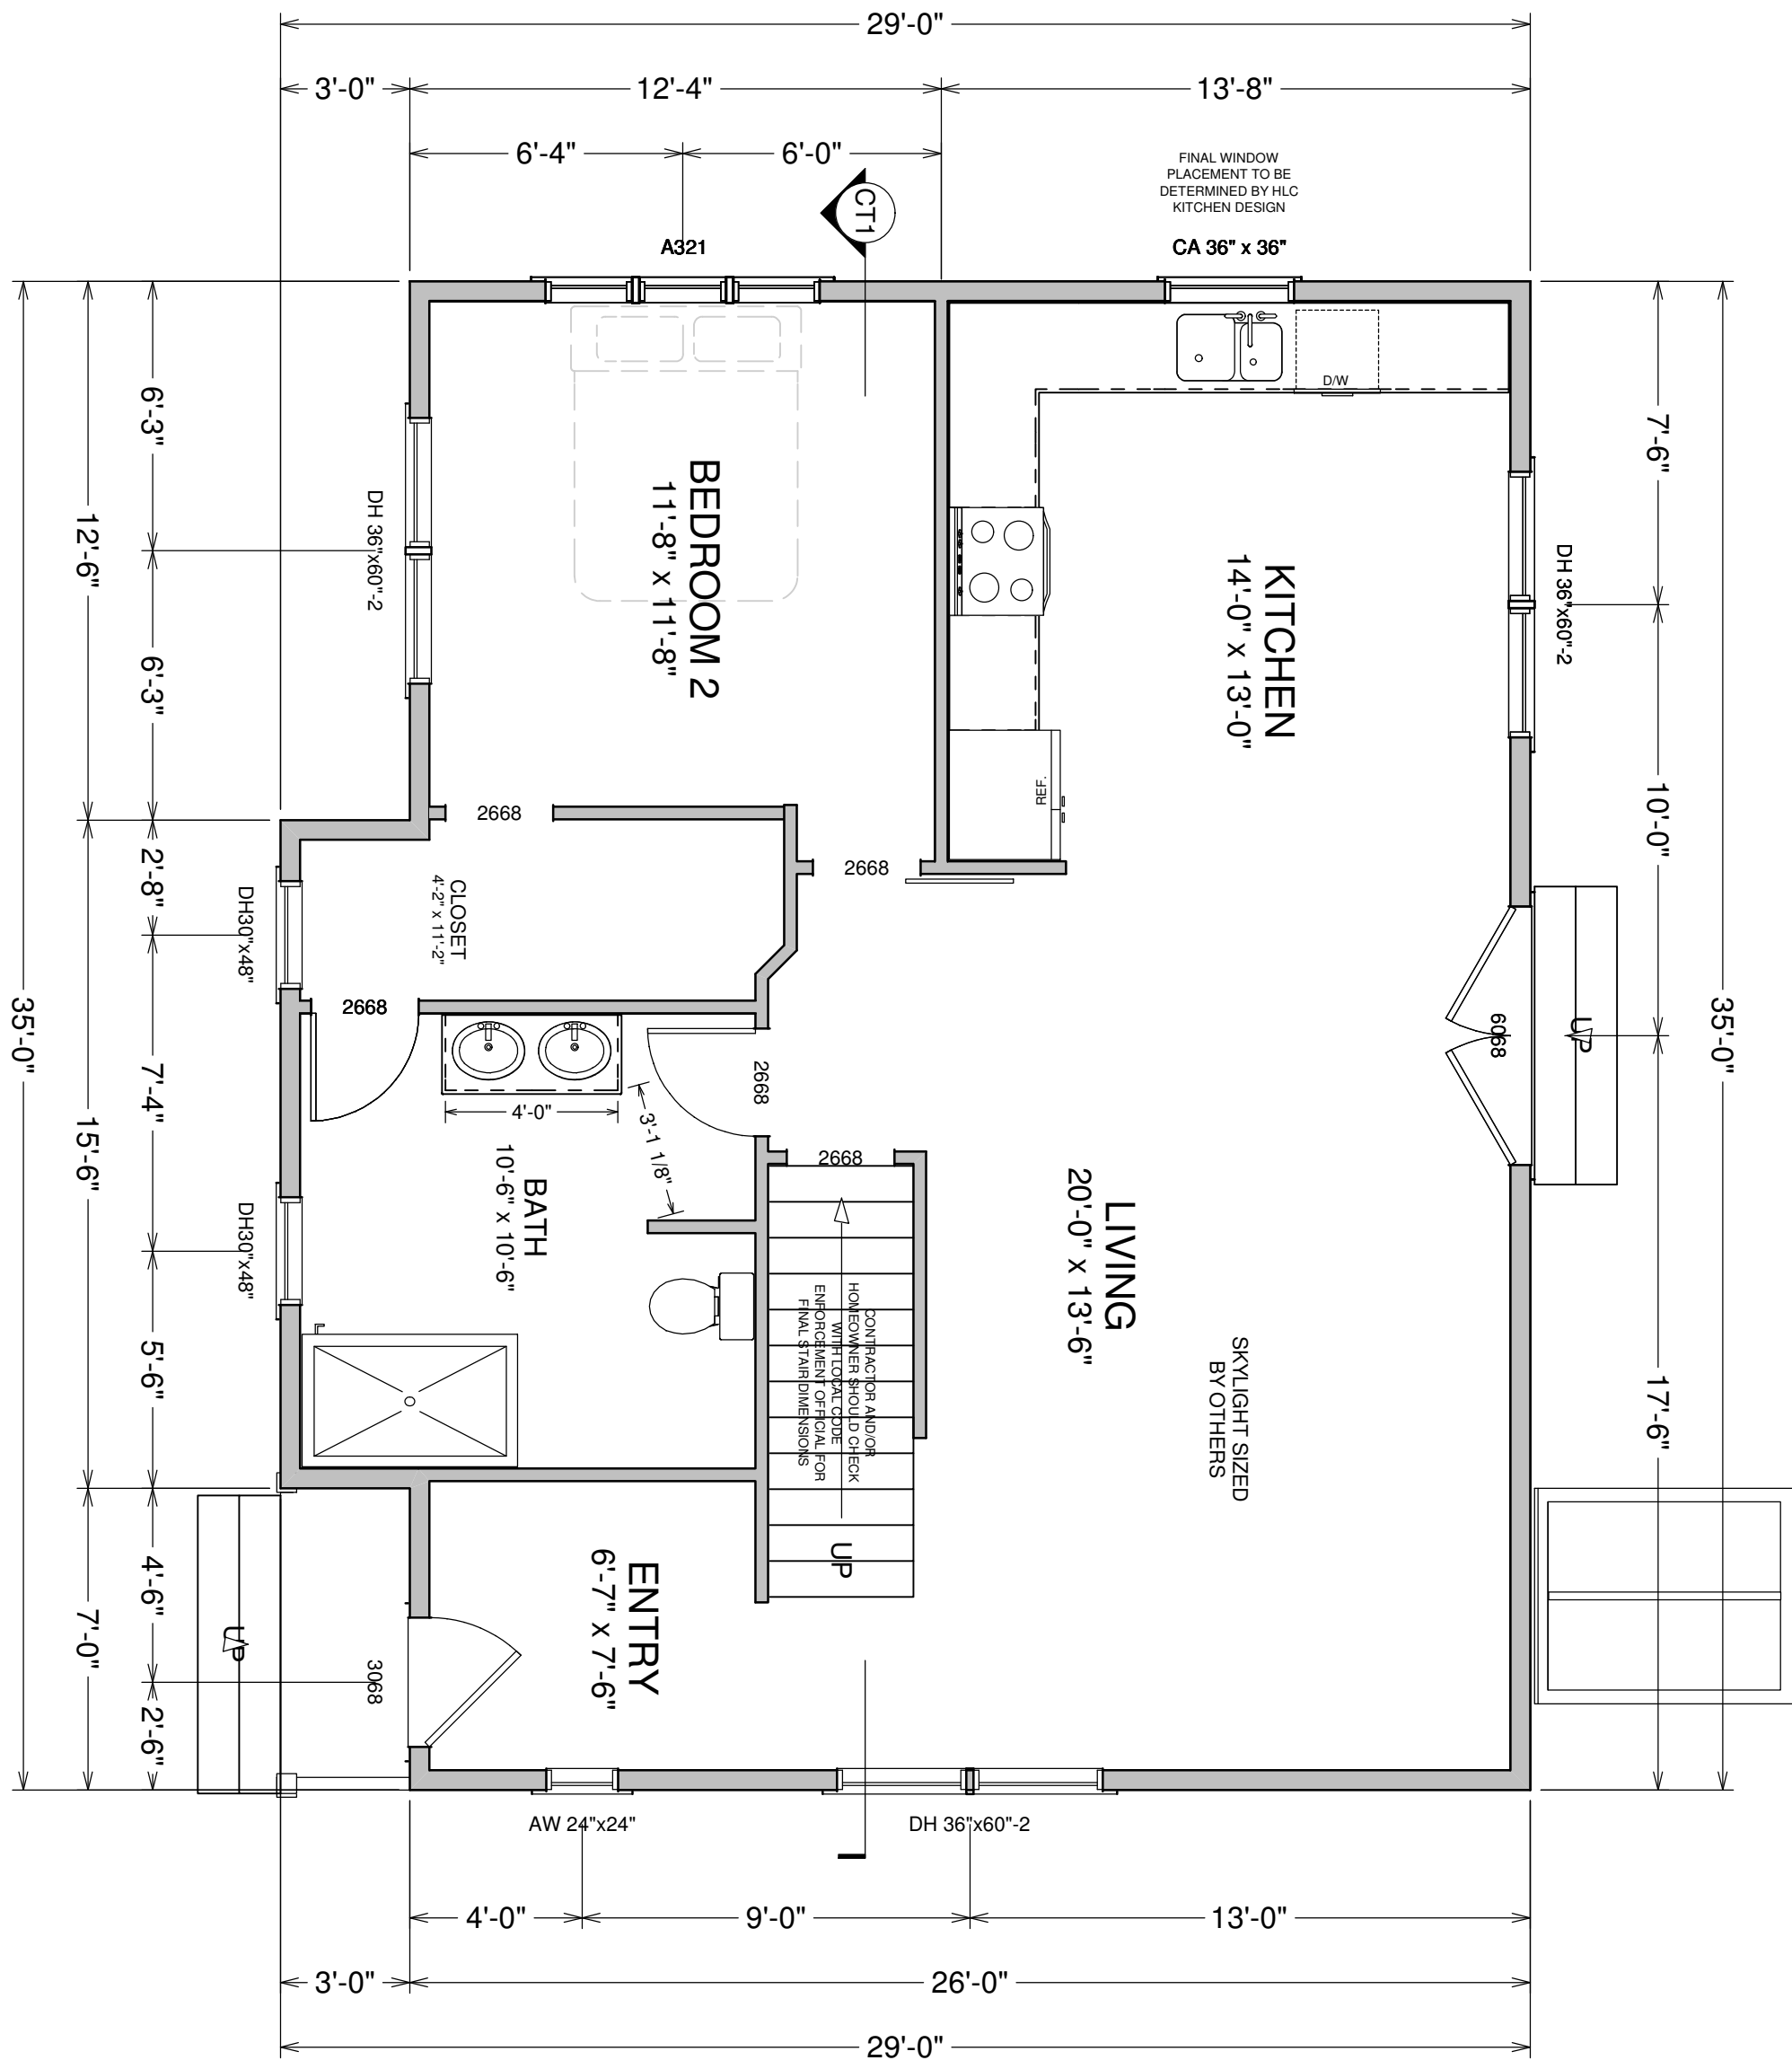 29'-0"
3'-0"
12'-4"
13'-8"
6'-4"
6'-0"
FINAL WINDOW
PLACEMENT TO BE
DETERMINED BY HLC
KITCHEN DESIGN
CT1
A321
CA 36" x 36"
D/W
6'-3"
6'-3"
12'-6"
DH 36"x60"-2
BEDROOM 2
11'-8" x 11'-8"
KITCHEN
14'-0" x 13'-0"
REF.
DH 36"x60"-2
7'-6"
10'-0"
2668
2668
2'-8"
DH30"x48"
CLOSET
4'-2" x 11'-2"
2668
2668
6068
UP
35'-0"
35'-0"
7'-4"
15'-6"
4'-0"
3'-1 1/8"
2668
BATH
10'-6" x 10'-6"
DH30"x48"
5'-6"
LIVING
20'-0" x 13'-6"
CONTRACTOR AND/OR
HOMEOWNER SHOULD CHECK
WITH LOCAL CODE
ENFORCEMENT OFFICIAL FOR
FINAL STAIR DIMENSIONS
SKYLIGHT SIZED
BY OTHERS
17'-6"
UP
ENTRY
6'-7" x 7'-6"
4'-6"
7'-0"
2'-6"
UP
3068
AW 24"x24"
DH 36"x60"-2
4'-0"
9'-0"
13'-0"
3'-0"
26'-0"
29'-0"